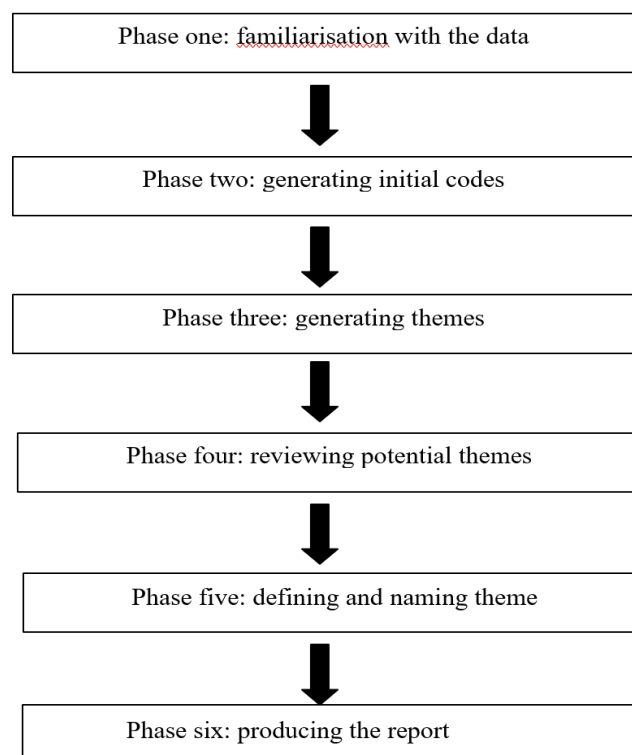 Phase one: familiarisation with the data
Phase two: generating initial codes
Phase three: generating themes
Phase four: reviewing potential themes
Phase five: defining and naming theme
Phase six: producing the report